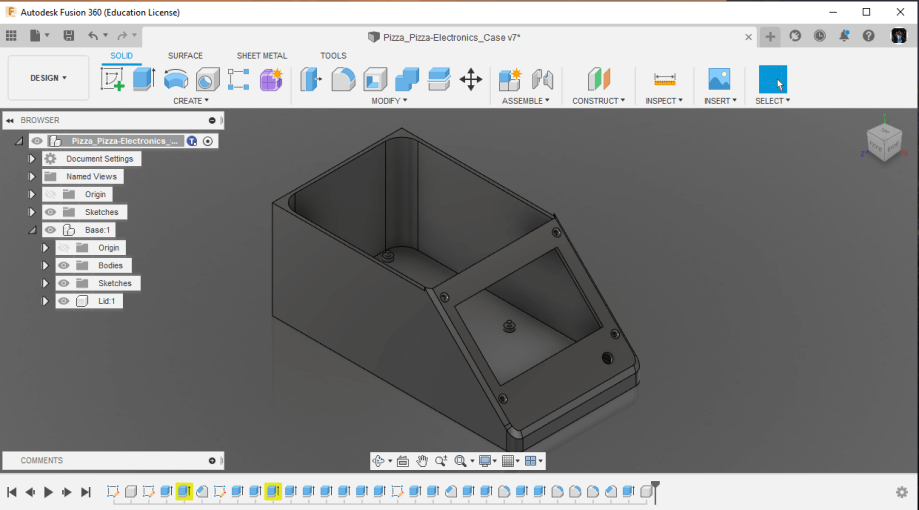 Autodesk Fusion 360 (Education License)
Pizza_Pizza-Electronics_Case v7*
SOLID SURFACE SHEET METAL TOOLS
DESIGN
CREATE MODIFY ASSEMBLE CONSTRUCT INSPECT INSERT SELECT
BROWSER
Pizza_Pizza-Electronics_...
Document Settings
Named Views
Origin
Sketches
Base:1
Origin
Bodies
Sketches
Lid:1
COMMENTS